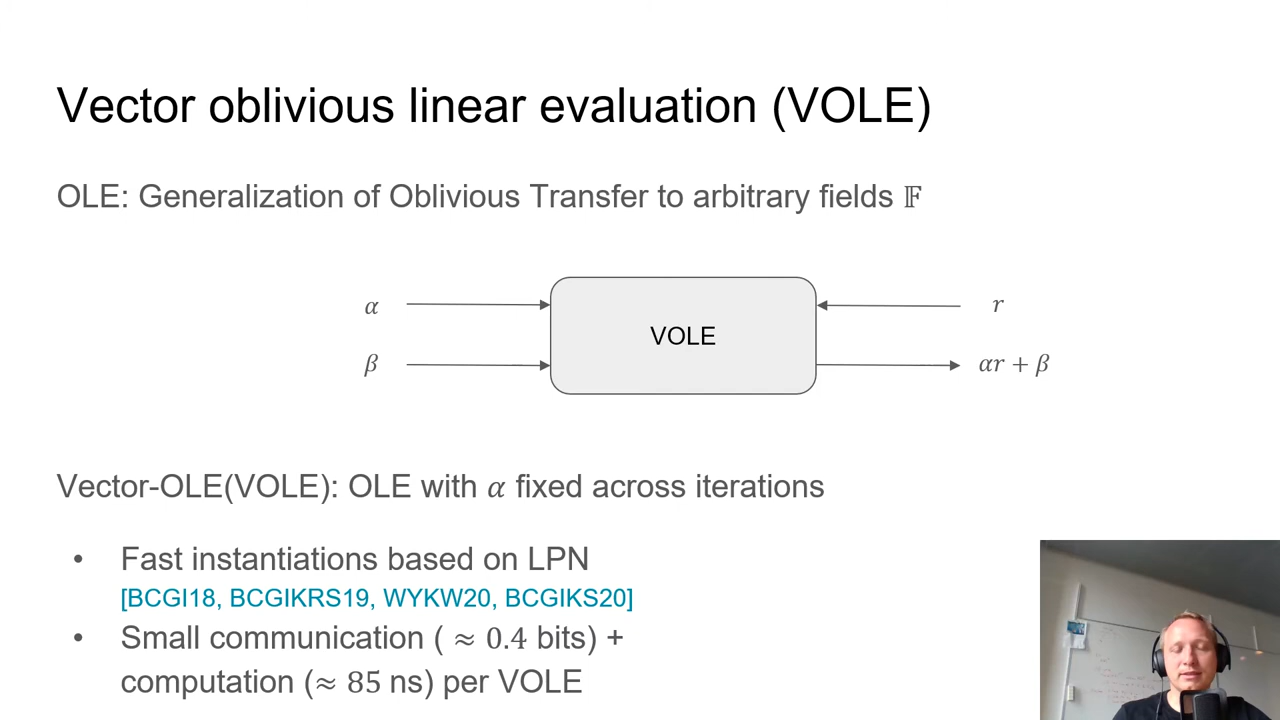 Vector oblivious linear evaluation (VOLE)
OLE: Generalization of Oblivious Transfer to arbitrary fields 𝔽
α
VOLE
r
β
αr + β
Vector-OLE(VOLE): OLE with α fixed across iterations
• Fast instantiations based on LPN
[BCGI18, BCGIKRS19, WYKW20, BCGIKS20]
• Small communication ( ≈ 0.4 bits) +
computation (≈ 85 ns) per VOLE